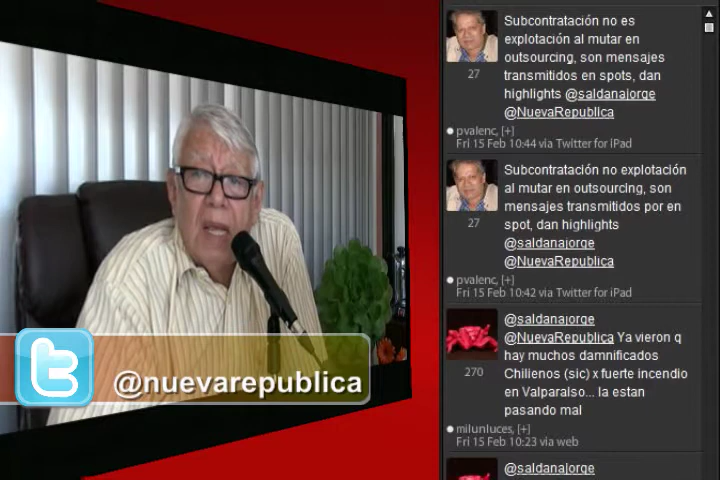 Subcontratación no es
explotación al mutar en
outsourcing, son mensajes
transmitidos en spots, dan
highlights @saldanajorge
@NuevaRepublica
27
pvalenc, [+]
Fri 15 Feb 10:44 via Twitter for iPad
Subcontratación no explotación
al mutar en outsourcing, son
mensajes transmitidos por en
spot, dan highlights
@saldanajorge
@NuevaRepublica
27
pvalenc, [+]
Fri 15 Feb 10:42 via Twitter for iPad
@saldanajorge
@NuevaRepublica Ya vieron q
hay muchos damnificados
Chilienos (sic) x fuerte incendio
en Valparaiso... la estan
pasando mal
270
milunluces, [+]
Fri 15 Feb 10:23 via web
@saldanajorge
@nuevarepublica